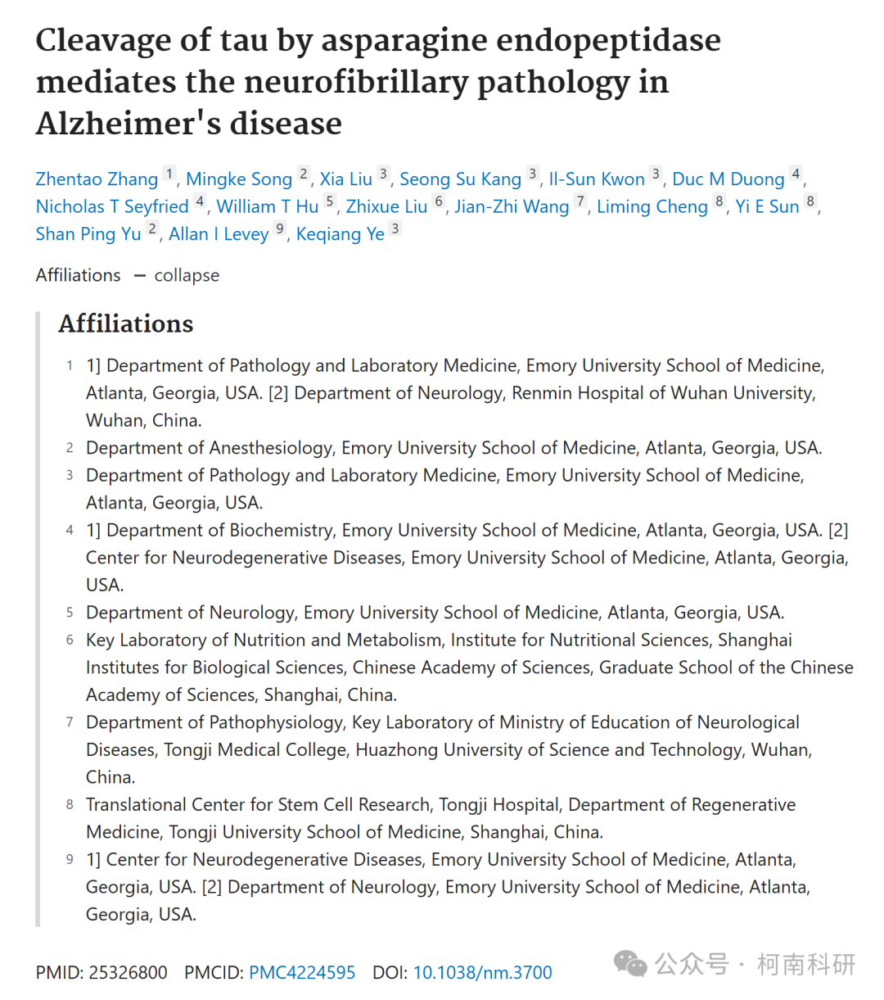 Cleavage of tau by asparagine endopeptidase
mediates the neurofibrillary pathology in
Alzheimer's disease
Zhentao Zhang 1, Mingke Song 2, Xia Liu 3, Seong Su Kang 3, Il-Sun Kwon 3, Duc M Duong 4,
Nicholas T Seyfried 4, William T Hu 5, Zhixue Liu 6, Jian-Zhi Wang 7, Liming Cheng 8, Yi E Sun 8,
Shan Ping Yu 2, Allan I Levey 9, Keqiang Ye 3
Affiliations — collapse
Affiliations
1 1] Department of Pathology and Laboratory Medicine, Emory University School of Medicine,
Atlanta, Georgia, USA. [2] Department of Neurology, Renmin Hospital of Wuhan University,
Wuhan, China.
2 Department of Anesthesiology, Emory University School of Medicine, Atlanta, Georgia, USA.
3 Department of Pathology and Laboratory Medicine, Emory University School of Medicine,
Atlanta, Georgia, USA.
4 1] Department of Biochemistry, Emory University School of Medicine, Atlanta, Georgia, USA. [2]
Center for Neurodegenerative Diseases, Emory University School of Medicine, Atlanta, Georgia,
USA.
5 Department of Neurology, Emory University School of Medicine, Atlanta, Georgia, USA.
6 Key Laboratory of Nutrition and Metabolism, Institute for Nutritional Sciences, Shanghai
Institutes for Biological Sciences, Chinese Academy of Sciences, Graduate School of the Chinese
Academy of Sciences, Shanghai, China.
7 Department of Pathophysiology, Key Laboratory of Ministry of Education of Neurological
Diseases, Tongji Medical College, Huazhong University of Science and Technology, Wuhan,
China.
8 Translational Center for Stem Cell Research, Tongji Hospital, Department of Regenerative
Medicine, Tongji University School of Medicine, Shanghai, China.
9 1] Center for Neurodegenerative Diseases, Emory University School of Medicine, Atlanta,
Georgia, USA. [2] Department of Neurology, Emory University School of Medicine, Atlanta,
Georgia, USA.
PMID: 25326800 PMCID: PMC4224595 DOI: 10.1038/nm.3700
公众号 · 柯南科研